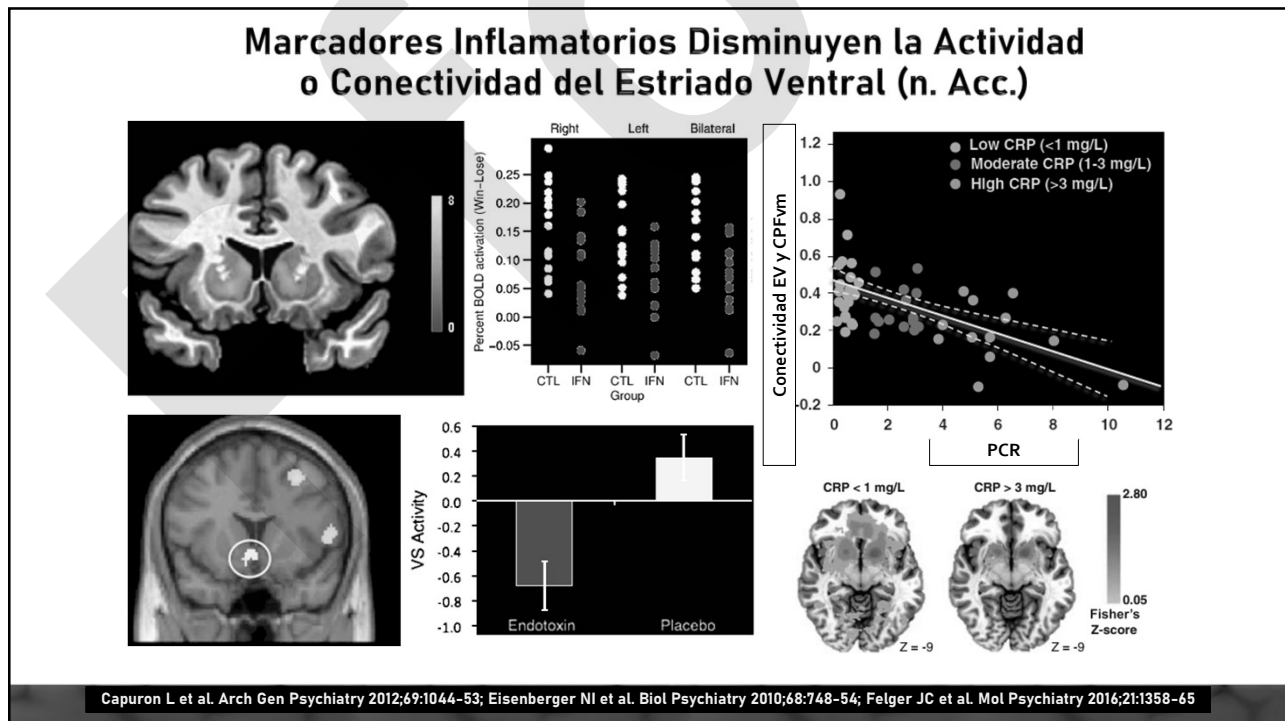 Marcadores Inflamatorios Disminuyen la Actividad
o Conectividad del Estriado Ventral (n. Acc.)
8
0
Right Left Bilateral
Percent BOLD activation (Win-Lose)
0.25
0.20
0.15
0.10
0.05
0.00
-0.05
CTL IFN CTL IFN CTL IFN
Group
Conectividad EV y CPFvm
1.2
1.0
0.8
0.6
0.4
0.2
0
-0.2
Low CRP (<1 mg/L)
Moderate CRP (1-3 mg/L)
High CRP (>3 mg/L)
0 2 4 6 8 10 12
PCR
VS Activity
0.6
0.4
0.2
0.0
-0.2
-0.4
-0.6
-0.8
-1.0
Endotoxin Placebo
CRP < 1 mg/L CRP > 3 mg/L
2.80
0.05
Fisher's
Z-score
Z = -9 Z = -9
Capuron L et al. Arch Gen Psychiatry 2012;69:1044-53; Eisenberger NI et al. Biol Psychiatry 2010;68:748-54; Felger JC et al. Mol Psychiatry 2016;21:1358-65